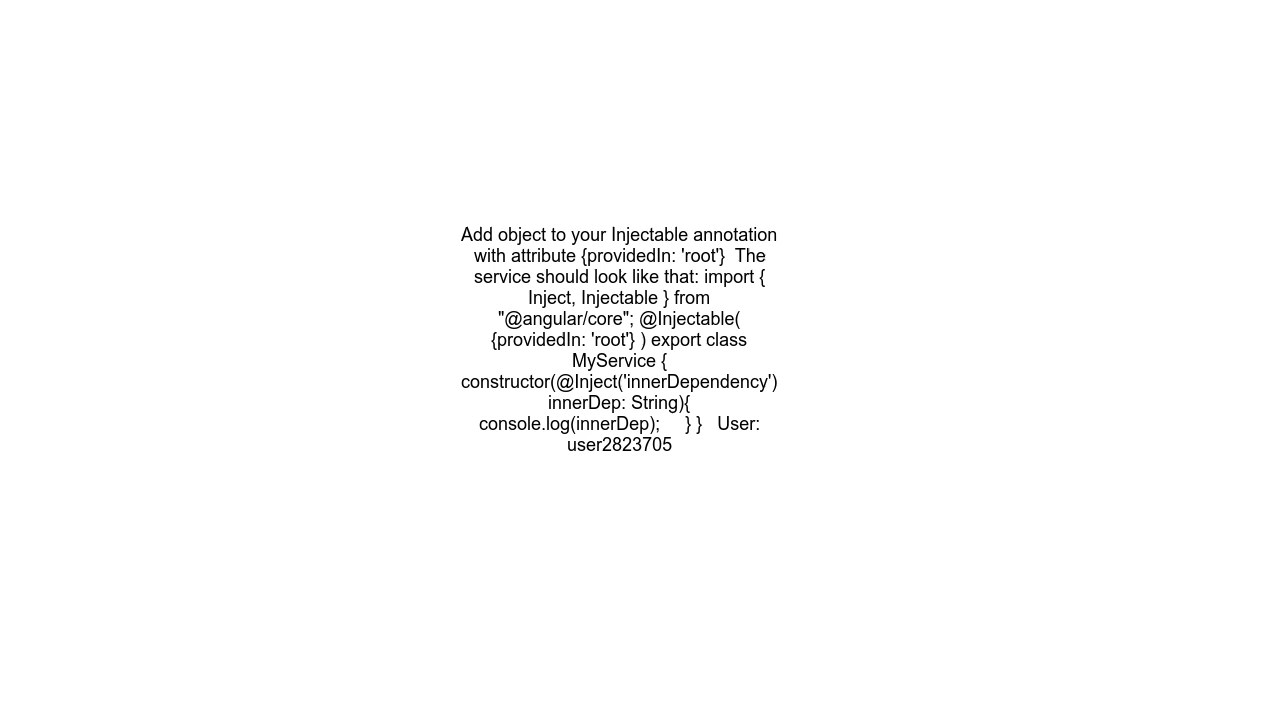 Add object to your Injectable annotation
with attribute {providedIn: 'root'}  The
service should look like that: import {
Inject, Injectable } from
"@angular/core"; @Injectable(
{providedIn: 'root'} ) export class
MyService {
constructor(@Inject('innerDependency')
innerDep: String){
console.log(innerDep);     } }   User:
user2823705